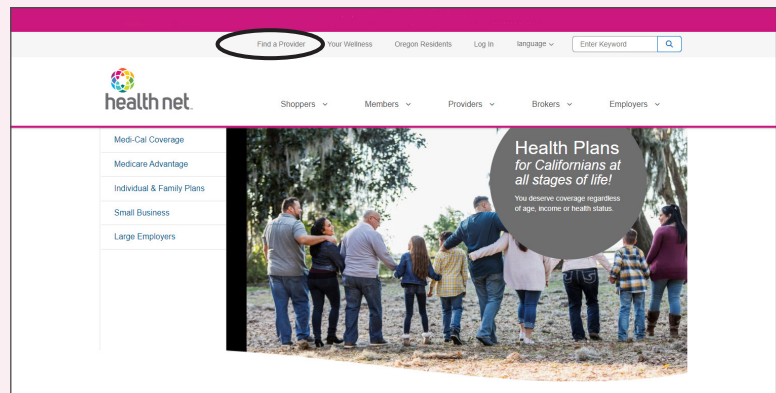 Find a Provider Your Wellness Oregon Residents Log In language Enter Keyword
health net.
Shoppers Members Providers Brokers Employers
Medi-Cal Coverage
Medicare Advantage
Individual & Family Plans
Small Business
Large Employers
Health Plans
for Californians at
all stages of life!
You deserve coverage regardless
of age, income or health status.